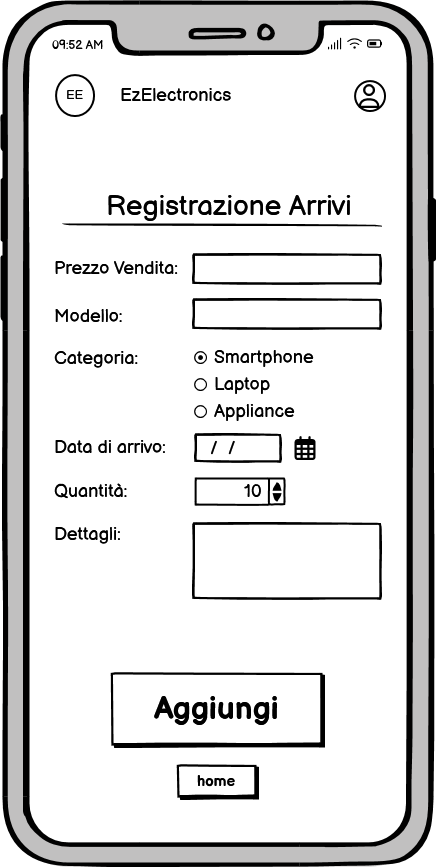 09:52 AM
EE
EzElectronics
Registrazione Arrivi
Prezzo Vendita:
Modello:
Categoria:
Smartphone
Laptop
Appliance
Data di arrivo:
/ /
Quantità:
10
Dettagli:
Aggiungi
home